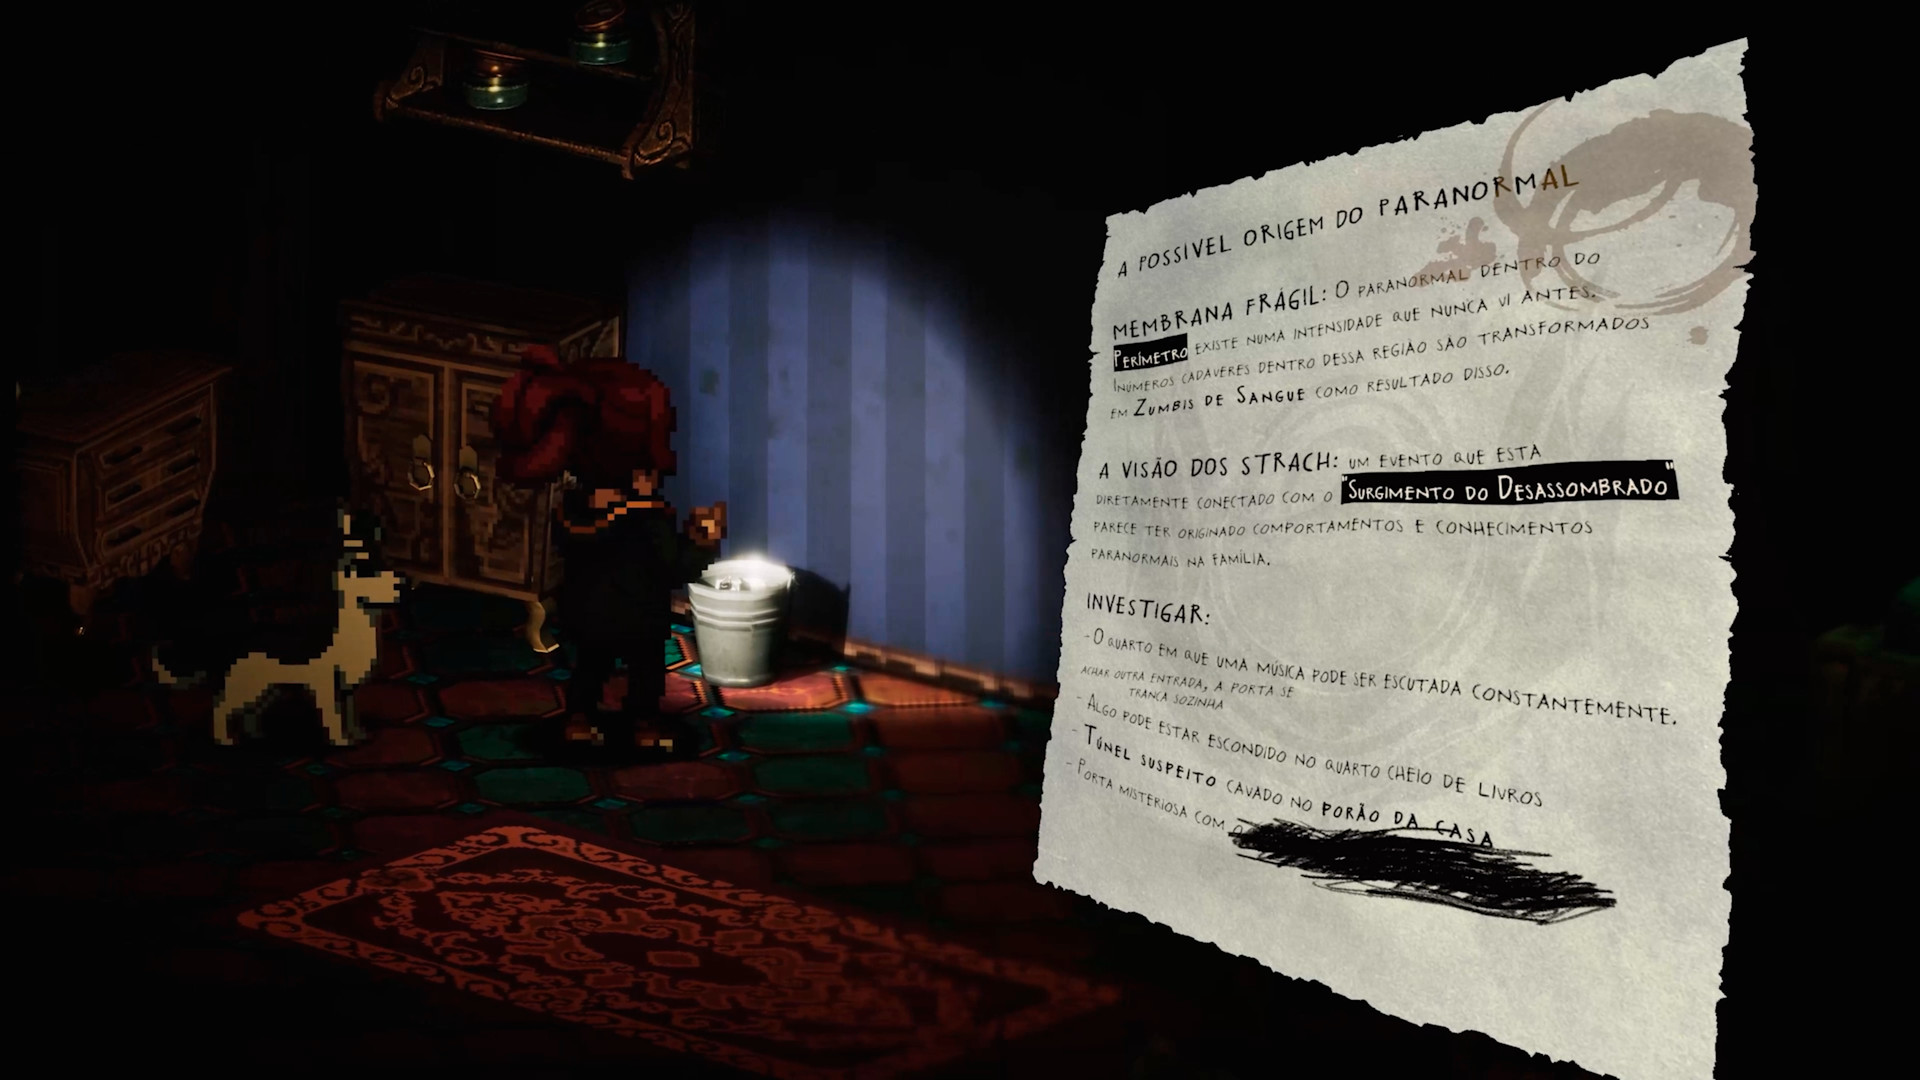 A POSSÍVEL ORIGEM DO PARANORMAL
MEMBRANA FRÁGIL: O PARANORMAL DENTRO DO
PERÍMETRO EXISTE NUMA INTENSIDADE QUE NUNCA VI ANTES.
INÚMEROS CADÁVERES DENTRO DESSA REGIÃO SÃO TRANSFORMADOS
EM ZUMBIS DE SANGUE COMO RESULTADO DISSO.
A VISÃO DOS STRACH: UM EVENTO QUE ESTA
DIRETAMENTE CONECTADO COM O "SURGIMENTO DO DESASSOMBRADO"
PARECE TER ORIGINADO COMPORTAMENTOS E CONHECIMENTOS
PARANORMAIS NA FAMÍLIA.
INVESTIGAR:
- O QUARTO EM QUE UMA MÚSICA PODE SER ESCUTADA CONSTANTEMENTE.
ACHAR OUTRA ENTRADA, A PORTA SE
TRANCA SOZINHA
- ALGO PODE ESTAR ESCONDIDO NO QUARTO CHEIO DE LIVROS
- TÚNEL SUSPEITO CAVADO NO PORÃO DA CASA
- PORTA MISTERIOSA COM